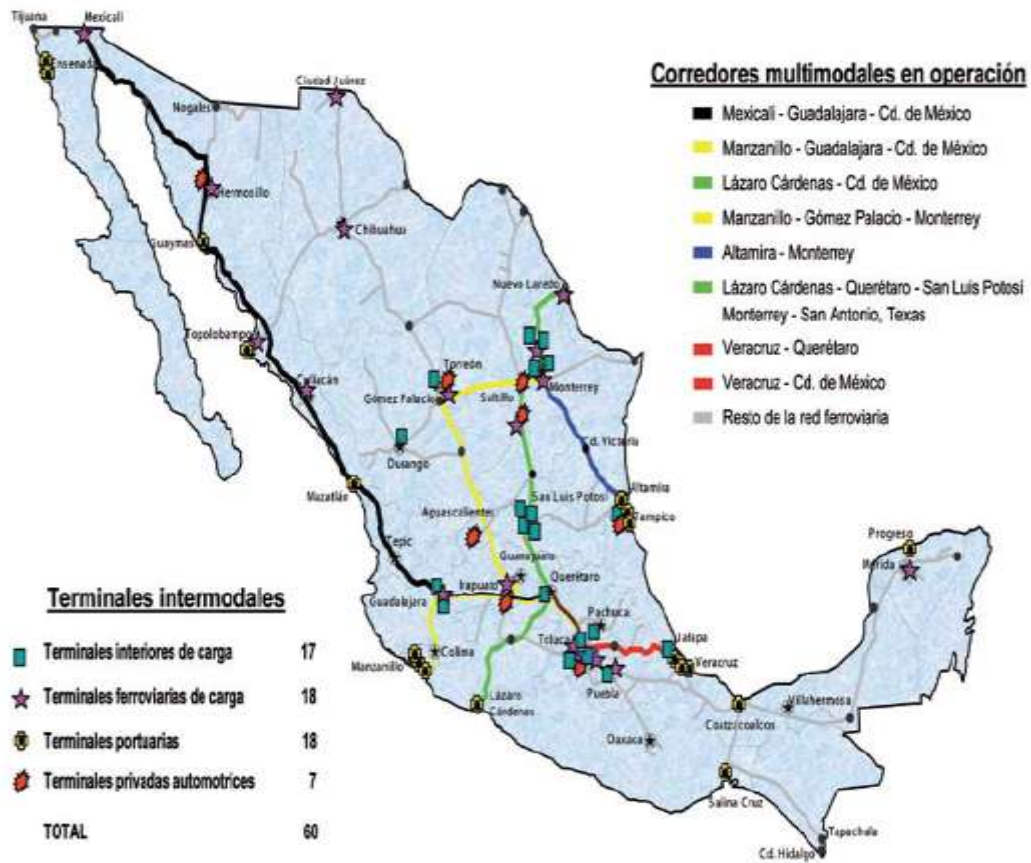 Tijuana
Mexicali
Ensenada
Nogales
Ciudad Juárez
Hermosillo
Chihuahua
Guaymas
Nuevo Laredo
Topolobampo
Torreón
Culiacán
Gómez Palacio
Saltillo
Monterrey
Durango
Cd. Victoria
Mazatlán
San Luis Potosí
Altamira
Tampico
Aguascalientes
Tepic
Guanajuato
Irapuato
Querétaro
Guadalajara
Pachuca
Toluca
Jalapa
Manzanillo
Colima
Veracruz
Puebla
Lázaro
Cárdenas
Oaxaca
Coatzacoalcos
Villahermosa
Progreso
Mérida
Salina Cruz
Tapachula
Cd. Hidalgo
Corredores multimodales en operación
Mexicali - Guadalajara - Cd. de México
Manzanillo - Guadalajara - Cd. de México
Lázaro Cárdenas - Cd. de México
Manzanillo - Gómez Palacio - Monterrey
Altamira - Monterrey
Lázaro Cárdenas - Querétaro - San Luis Potosí
Monterrey - San Antonio, Texas
Veracruz - Querétaro
Veracruz - Cd. de México
Resto de la red ferroviaria
Terminales intermodales
Terminales interiores de carga 17
Terminales ferroviarias de carga 18
Terminales portuarias 18
Terminales privadas automotrices 7
TOTAL 60